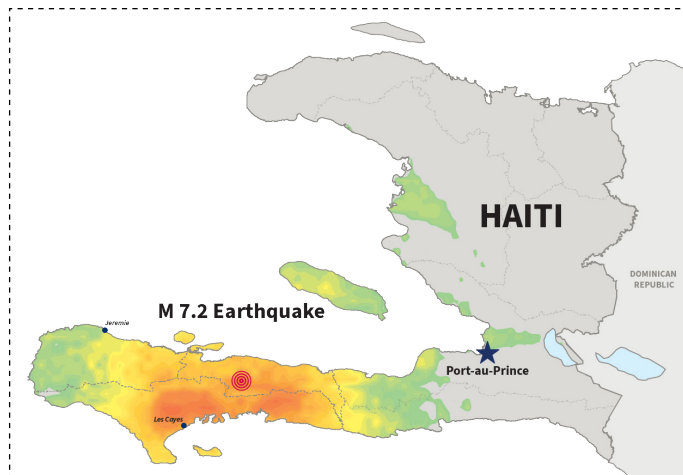 HAITI
DOMINICAN
REPUBLIC
M 7.2 Earthquake
Jeremie
Port-au-Prince
Les Cayes